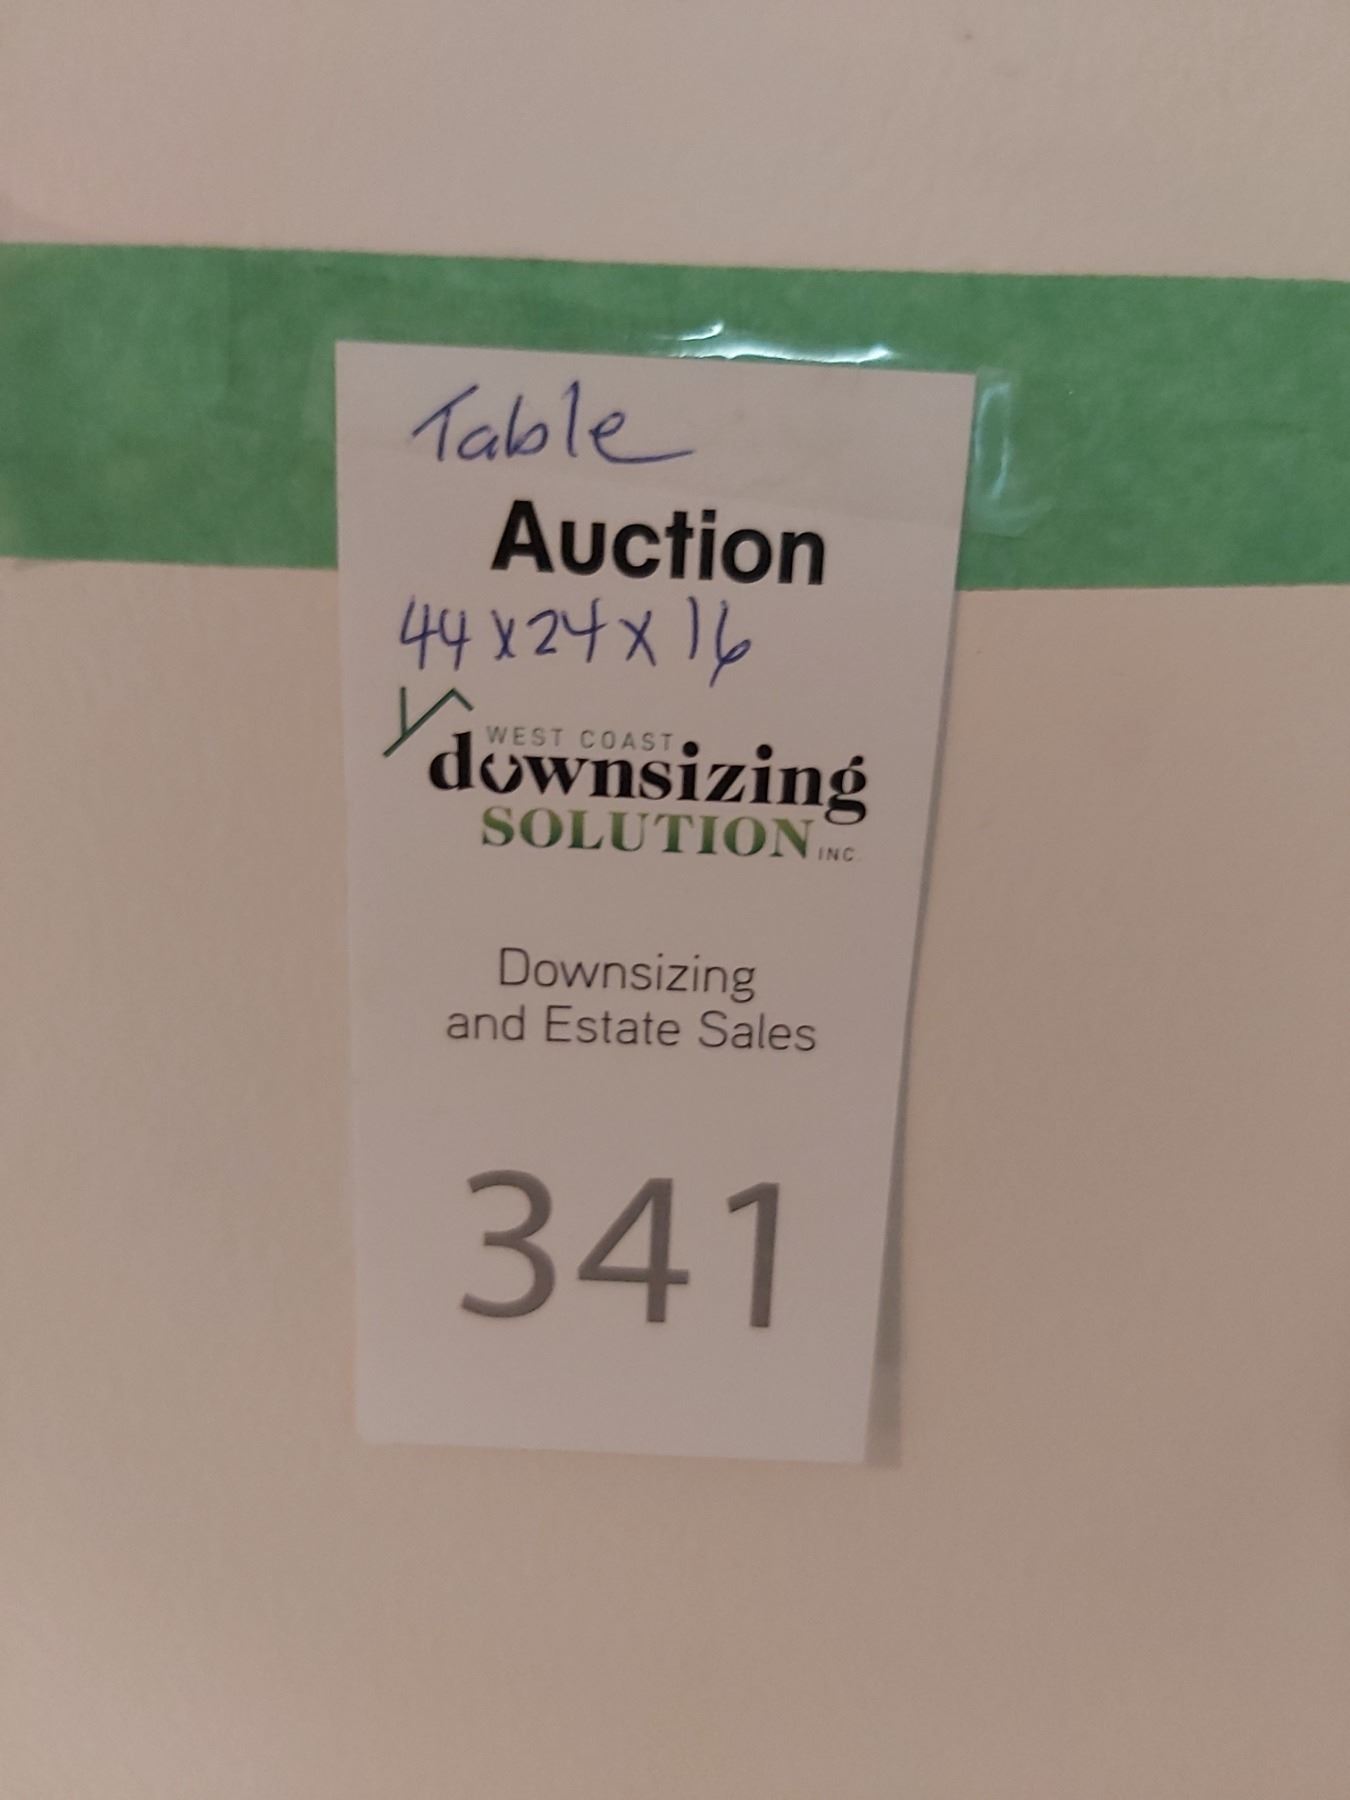 Table
Auction
44 x 24 x 16
WEST COAST
downsizing
SOLUTION INC.
Downsizing
and Estate Sales
341